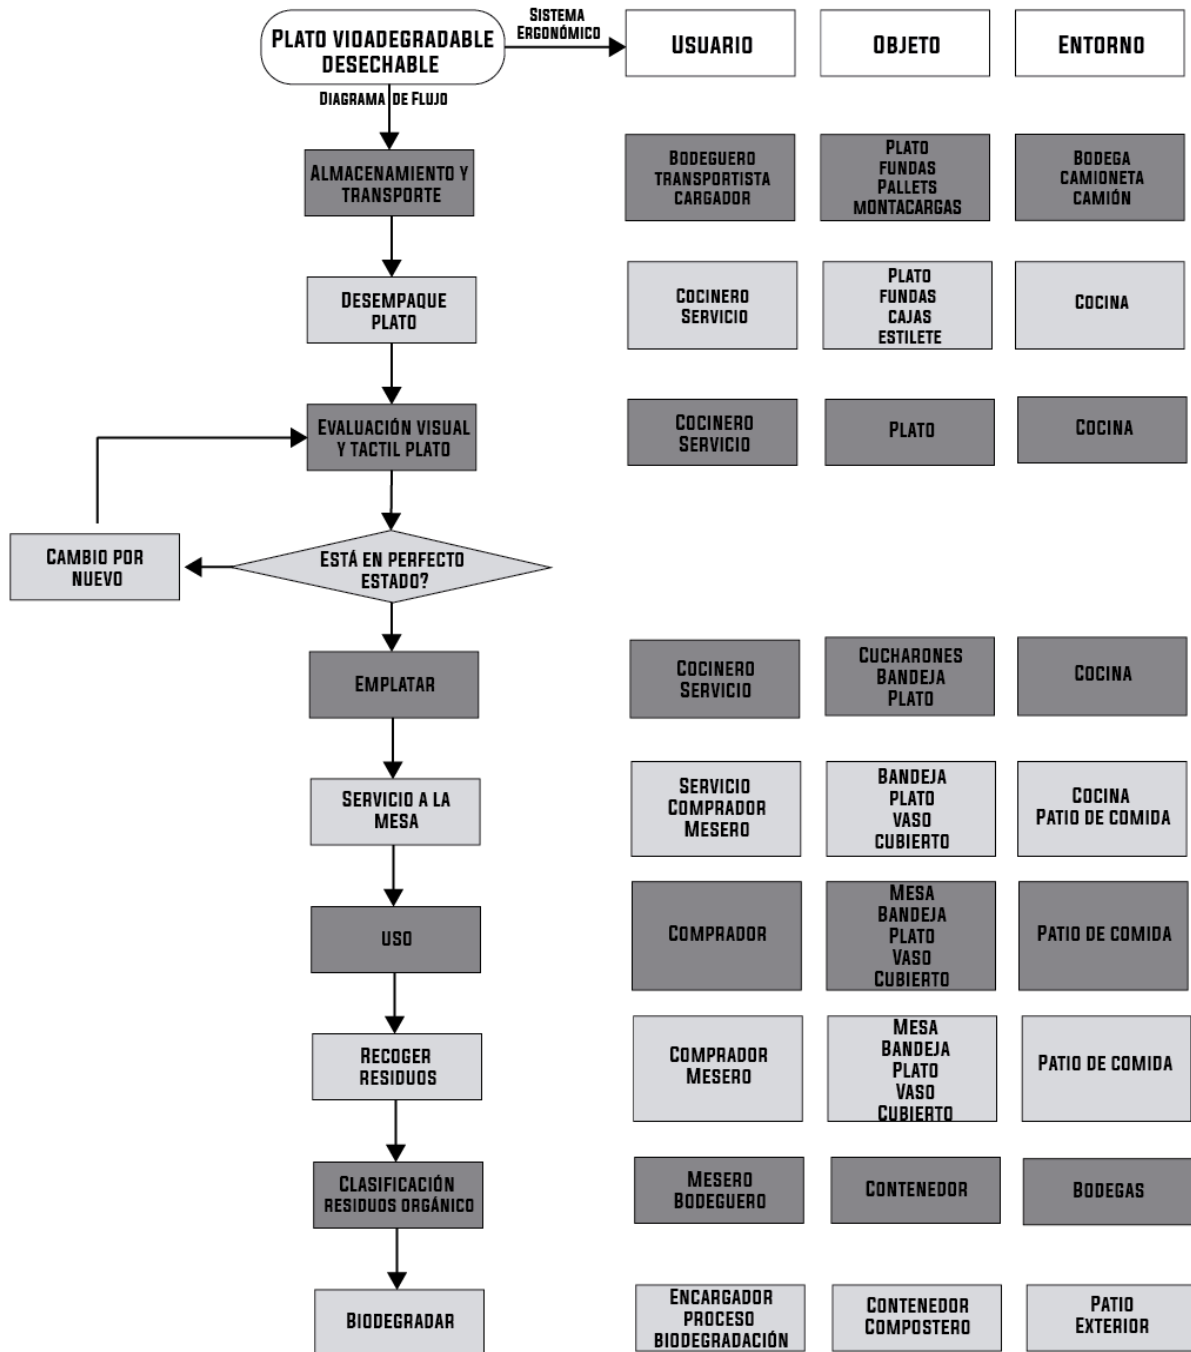 PLATO VIOADEGRADABLE
DESECHABLE
SISTEMA
ERGONÓMICO
USUARIO
OBJETO
ENTORNO
DIAGRAMA DE FLUJO
ALMACENAMIENTO Y
TRANSPORTE
BODEGUERO
TRANSPORTISTA
CARGADOR
PLATO
FUNDAS
PALLETS
MONTACARGAS
BODEGA
CAMIONETA
CAMIÓN
DESEMPAQUE
PLATO
COCINERO
SERVICIO
PLATO
FUNDAS
CAJAS
ESTILETE
COCINA
EVALUACIÓN VISUAL
Y TACTIL PLATO
COCINERO
SERVICIO
PLATO
COCINA
CAMBIO POR
NUEVO
ESTÁ EN PERFECTO
ESTADO?
EMPLATAR
COCINERO
SERVICIO
CUCHARONES
BANDEJA
PLATO
COCINA
SERVICIO A LA
MESA
SERVICIO
COMPRADOR
MESERO
BANDEJA
PLATO
VASO
CUBIERTO
COCINA
PATIO DE COMIDA
USO
COMPRADOR
MESA
BANDEJA
PLATO
VASO
CUBIERTO
PATIO DE COMIDA
RECOGER
RESIDUOS
COMPRADOR
MESERO
MESA
BANDEJA
PLATO
VASO
CUBIERTO
PATIO DE COMIDA
CLASIFICACIÓN
RESIDUOS ORGÁNICO
MESERO
BODEGUERO
CONTENEDOR
BODEGAS
BIODEGRADAR
ENCARGADOR
PROCESO
BIODEGRADACIÓN
CONTENEDOR
COMPOSTERO
PATIO
EXTERIOR